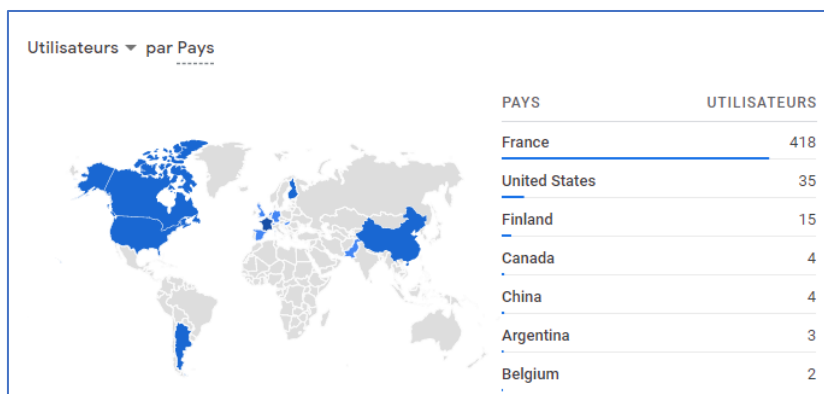 Utilisateurs par Pays
PAYS UTILISATEURS
France 418
United States 35
Finland 15
Canada 4
China 4
Argentina 3
Belgium 2